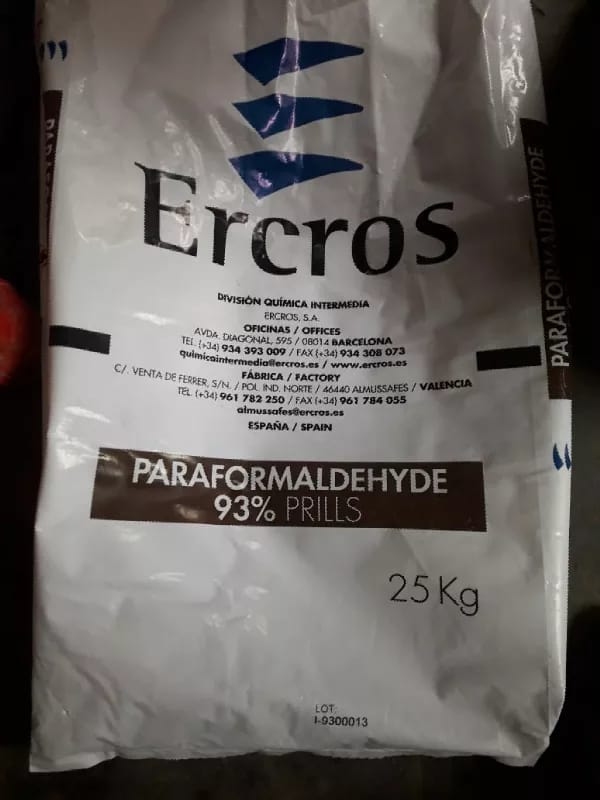 Ercros
DIVISIÓN QUÍMICA INTERMEDIA
ERCROS, S.A.
OFICINAS / OFFICES
AVDA. DIAGONAL, 595 / 08014 BARCELONA
TEL. (+34) 934 393 009 / FAX (+34) 934 308 073
quimicaintermedia@ercros.es / www.ercros.es
FÁBRICA / FACTORY
C/. VENTA DE FERRER, S/N. / POL. IND. NORTE / 46440 ALMUSSAFES / VALENCIA
TEL. (+34) 961 782 250 / FAX (+34) 961 784 055
almussafes@ercros.es
ESPAÑA / SPAIN
PARAFORMALDEHYDE
93% PRILLS
25 Kg
LOT:
I-9300013
PARAFORMALDEHYDE